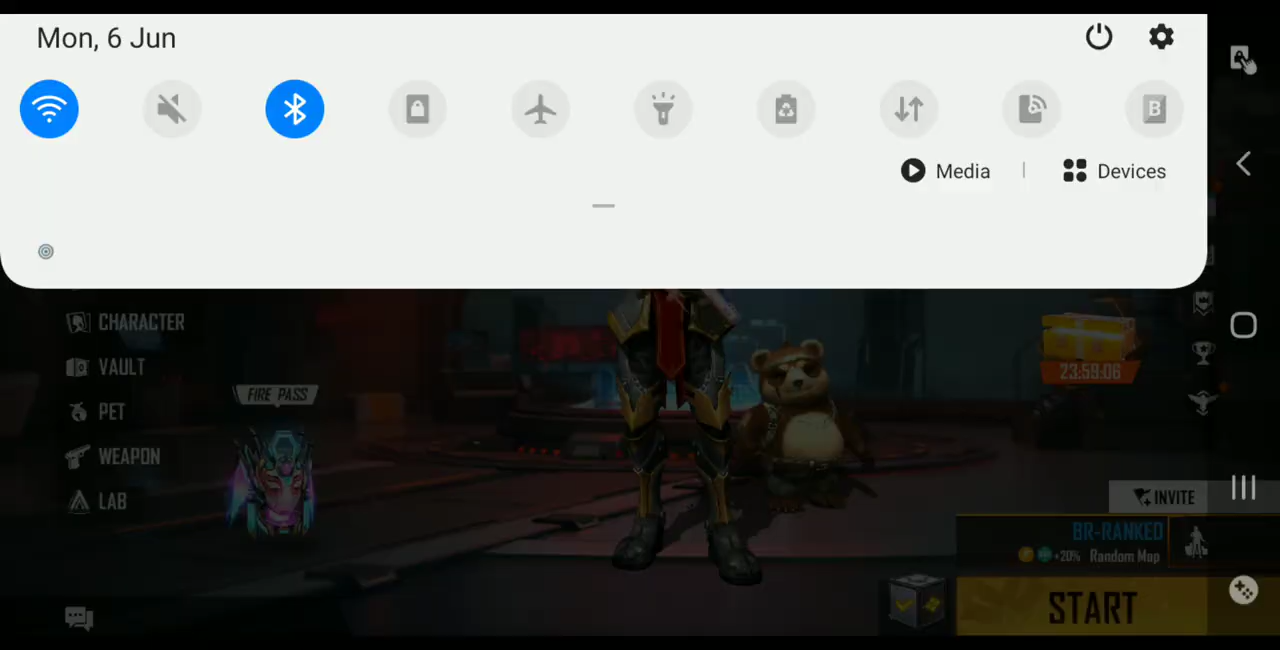 Mon, 6 Jun
B
Media | Devices
CHARACTER
VAULT
PET
WEAPON
LAB
FIRE PASS
23:59:06
INVITE
BR-RANKED
+20% Random Map
START